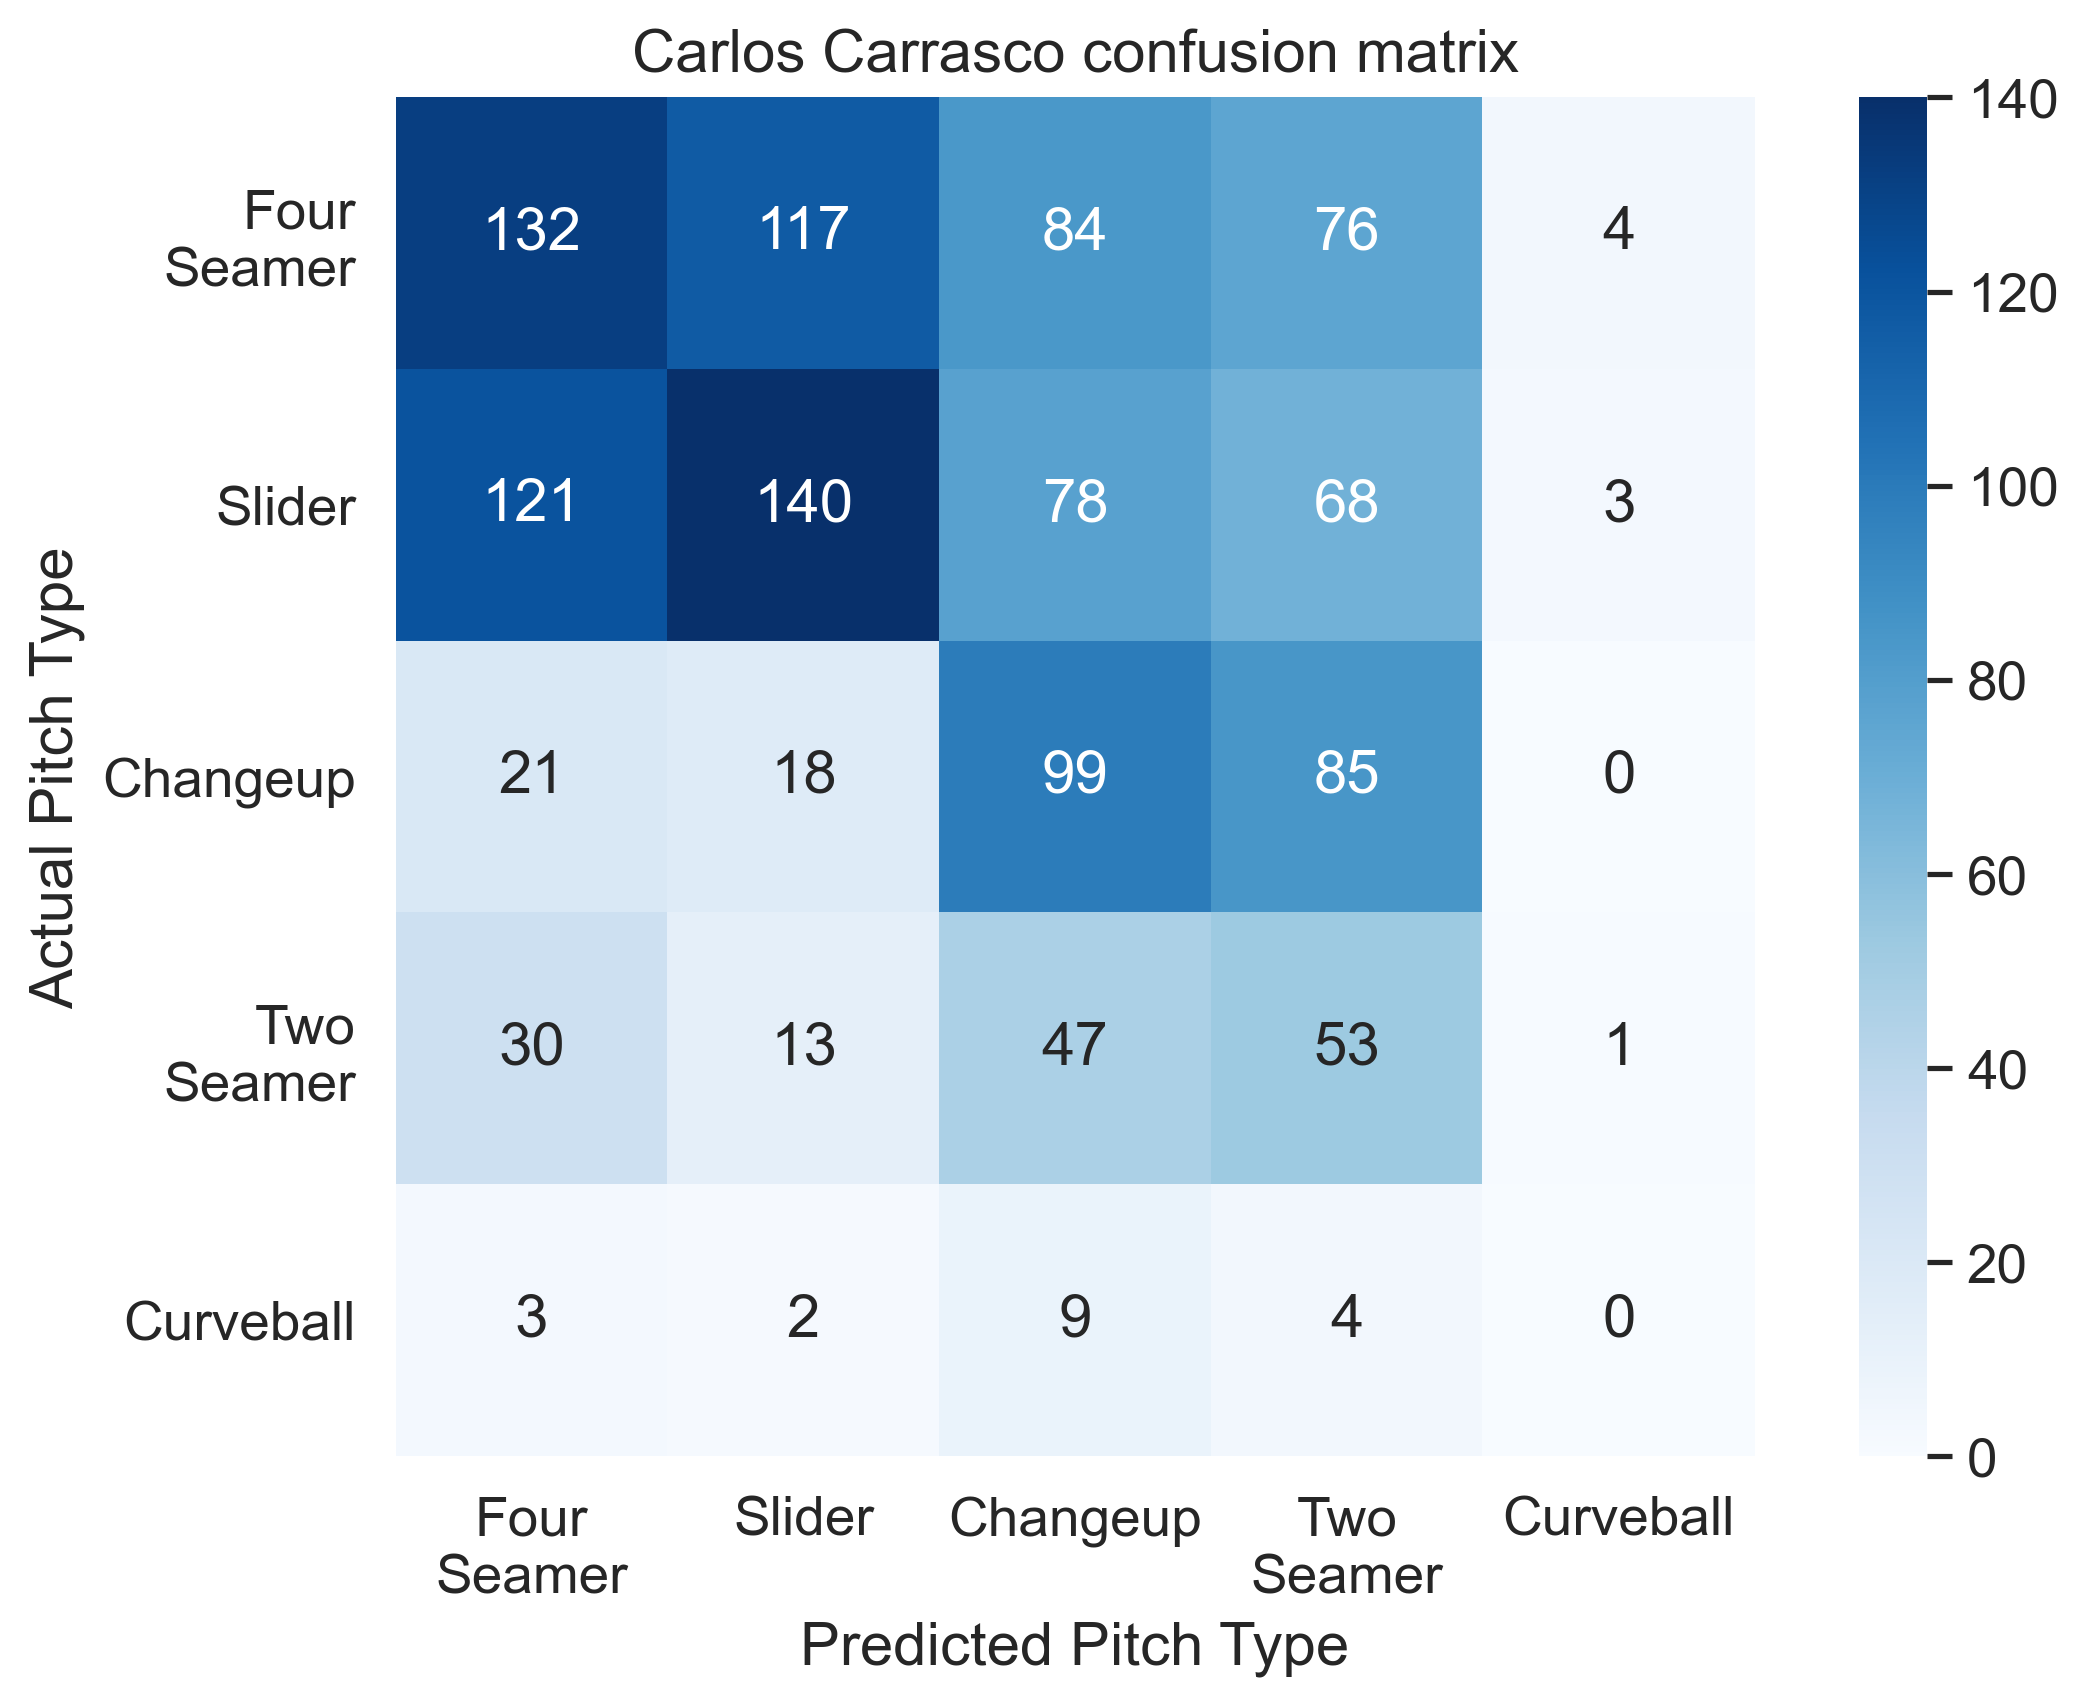 Carlos Carrasco confusion matrix
Actual Pitch Type
Four
Seamer
132 117 84 76 4
Slider
121 140 78 68 3
Changeup
21 18 99 85 0
Two
Seamer
30 13 47 53 1
Curveball
3 2 9 4 0
Four
Seamer
Slider
Changeup
Two
Seamer
Curveball
Predicted Pitch Type
140
120
100
80
60
40
20
0